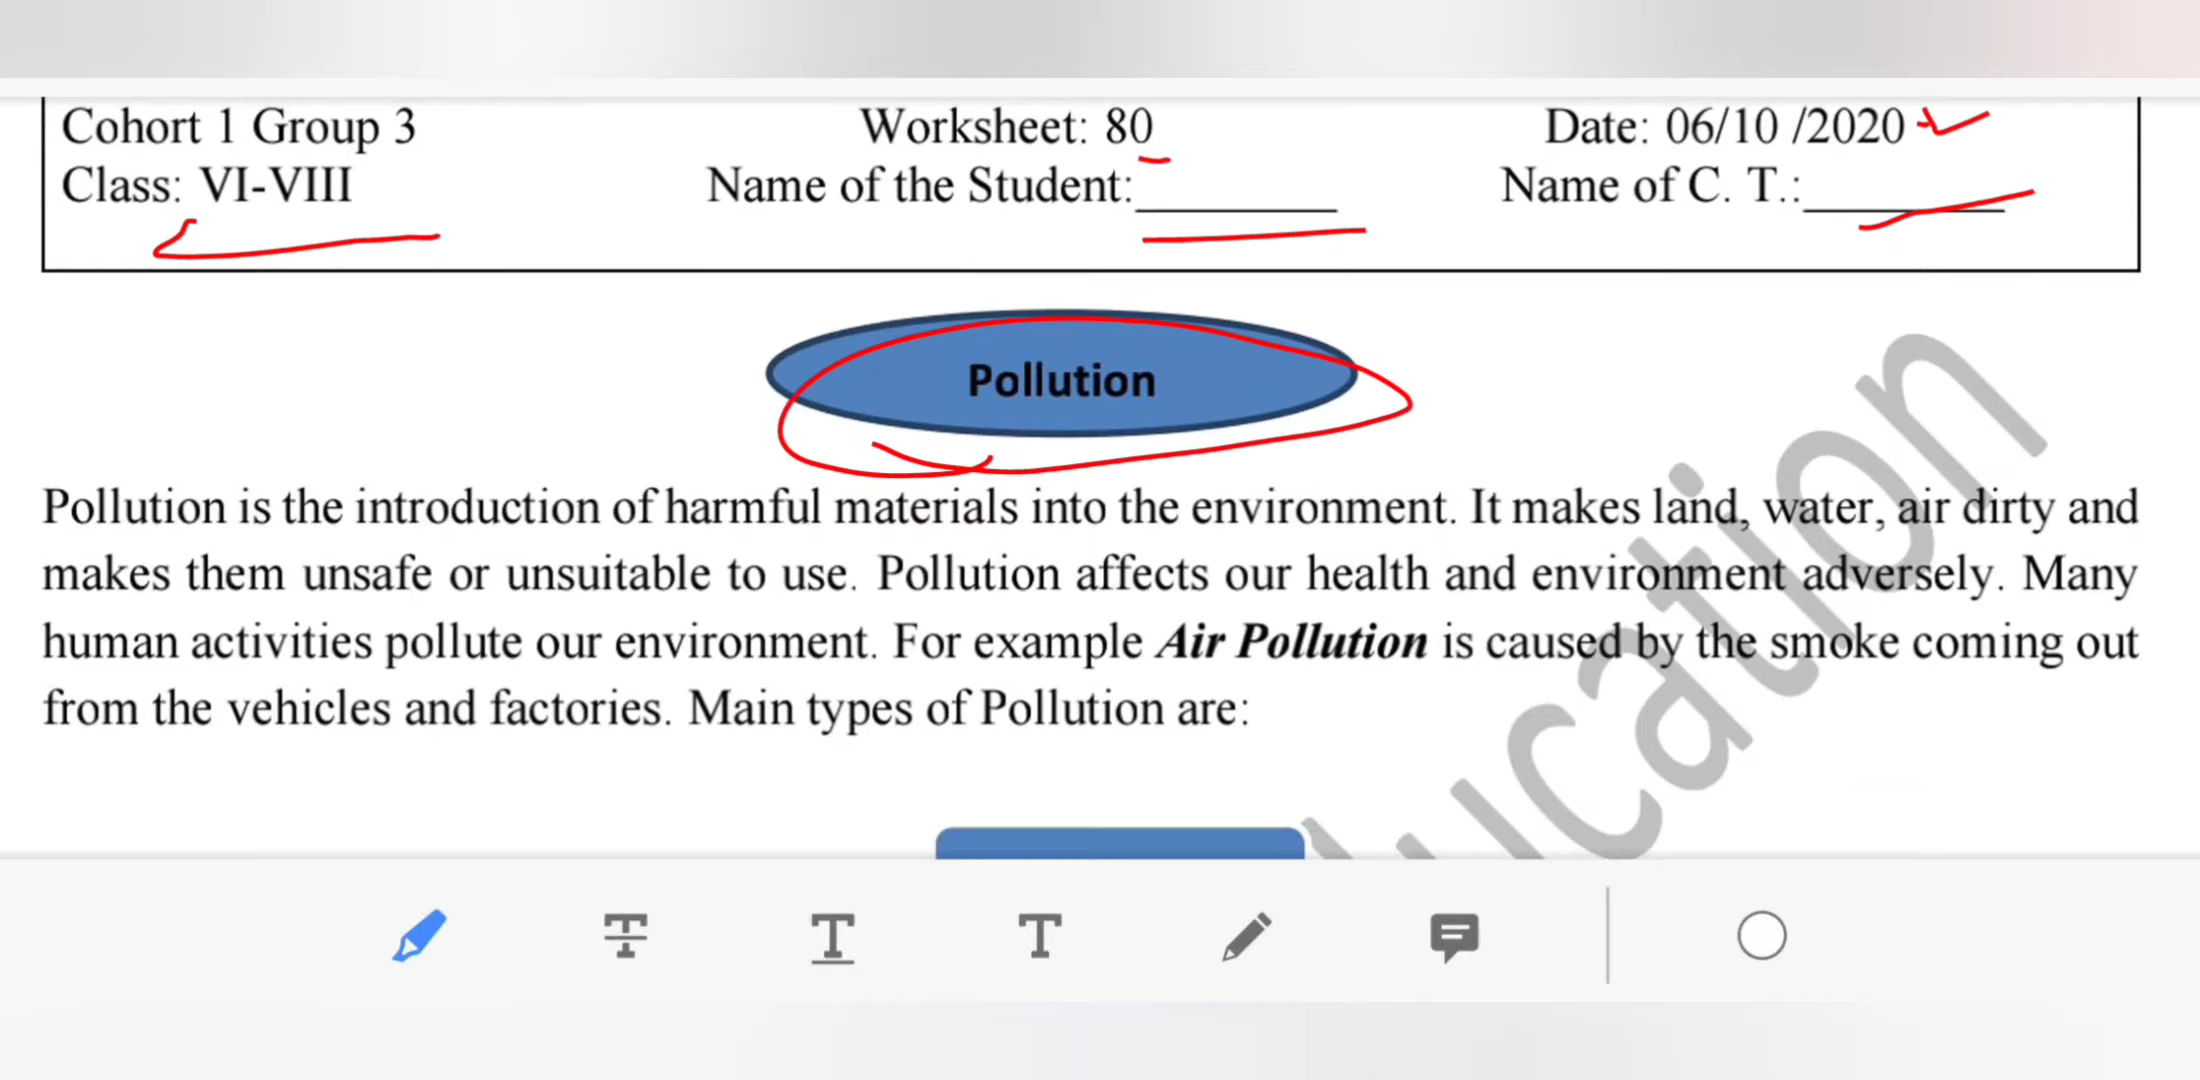 Cohort 1 Group 3 Worksheet: 80 Date: 06/10 /2020
Class: VI-VIII Name of the Student:________ Name of C. T.:________
Pollution
Pollution is the introduction of harmful materials into the environment. It makes land, water, air dirty and
makes them unsafe or unsuitable to use. Pollution affects our health and environment adversely. Many
human activities pollute our environment. For example Air Pollution is caused by the smoke coming out
from the vehicles and factories. Main types of Pollution are:
ucation
T T T